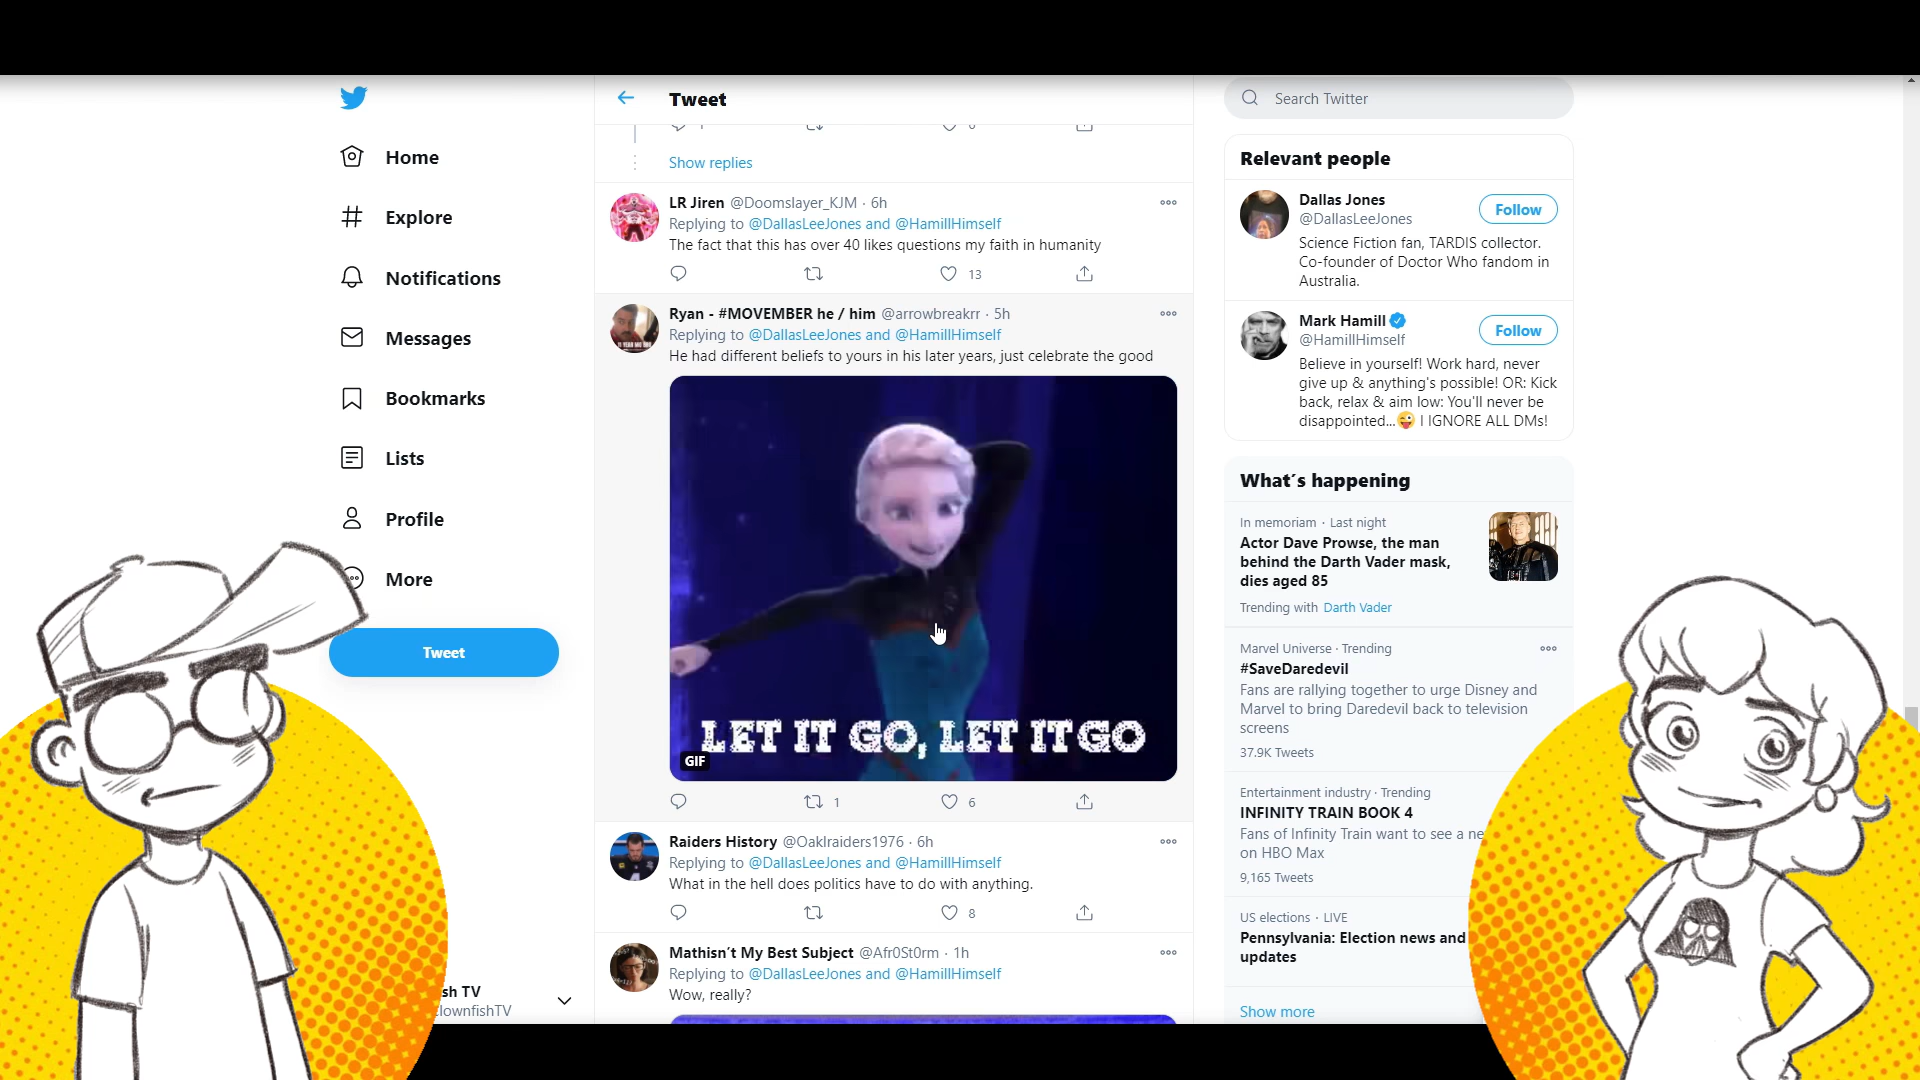 Home
Explore
Notifications
Messages
Bookmarks
Lists
Profile
More
Tweet
sh TV
lownfishTV
Tweet
Show replies
LR Jiren @Doomslayer_KJM · 6h
Replying to @DallasLeeJones and @HamillHimself
The fact that this has over 40 likes questions my faith in humanity
13
Ryan - #MOVEMBER he / him @arrowbreakrr · 5h
Replying to @DallasLeeJones and @HamillHimself
He had different beliefs to yours in his later years, just celebrate the good
LET IT GO, LET IT GO
GIF
1 6
Raiders History @Oaklraiders1976 · 6h
Replying to @DallasLeeJones and @HamillHimself
What in the hell does politics have to do with anything.
8
Mathisn't My Best Subject @Afr0St0rm · 1h
Replying to @DallasLeeJones and @HamillHimself
Wow, really?
Search Twitter
Relevant people
Dallas Jones
@DallasLeeJones
Follow
Science Fiction fan, TARDIS collector.
Co-founder of Doctor Who fandom in
Australia.
Mark Hamill
@HamillHimself
Follow
Believe in yourself! Work hard, never
give up & anything's possible! OR: Kick
back, relax & aim low: You'll never be
disappointed...😜 I IGNORE ALL DMs!
What's happening
In memoriam · Last night
Actor Dave Prowse, the man
behind the Darth Vader mask,
dies aged 85
Trending with Darth Vader
Marvel Universe · Trending
#SaveDaredevil
Fans are rallying together to urge Disney and
Marvel to bring Daredevil back to television
screens
37.9K Tweets
Entertainment industry · Trending
INFINITY TRAIN BOOK 4
Fans of Infinity Train want to see a ne
on HBO Max
9,165 Tweets
US elections · LIVE
Pennsylvania: Election news and
updates
Show more